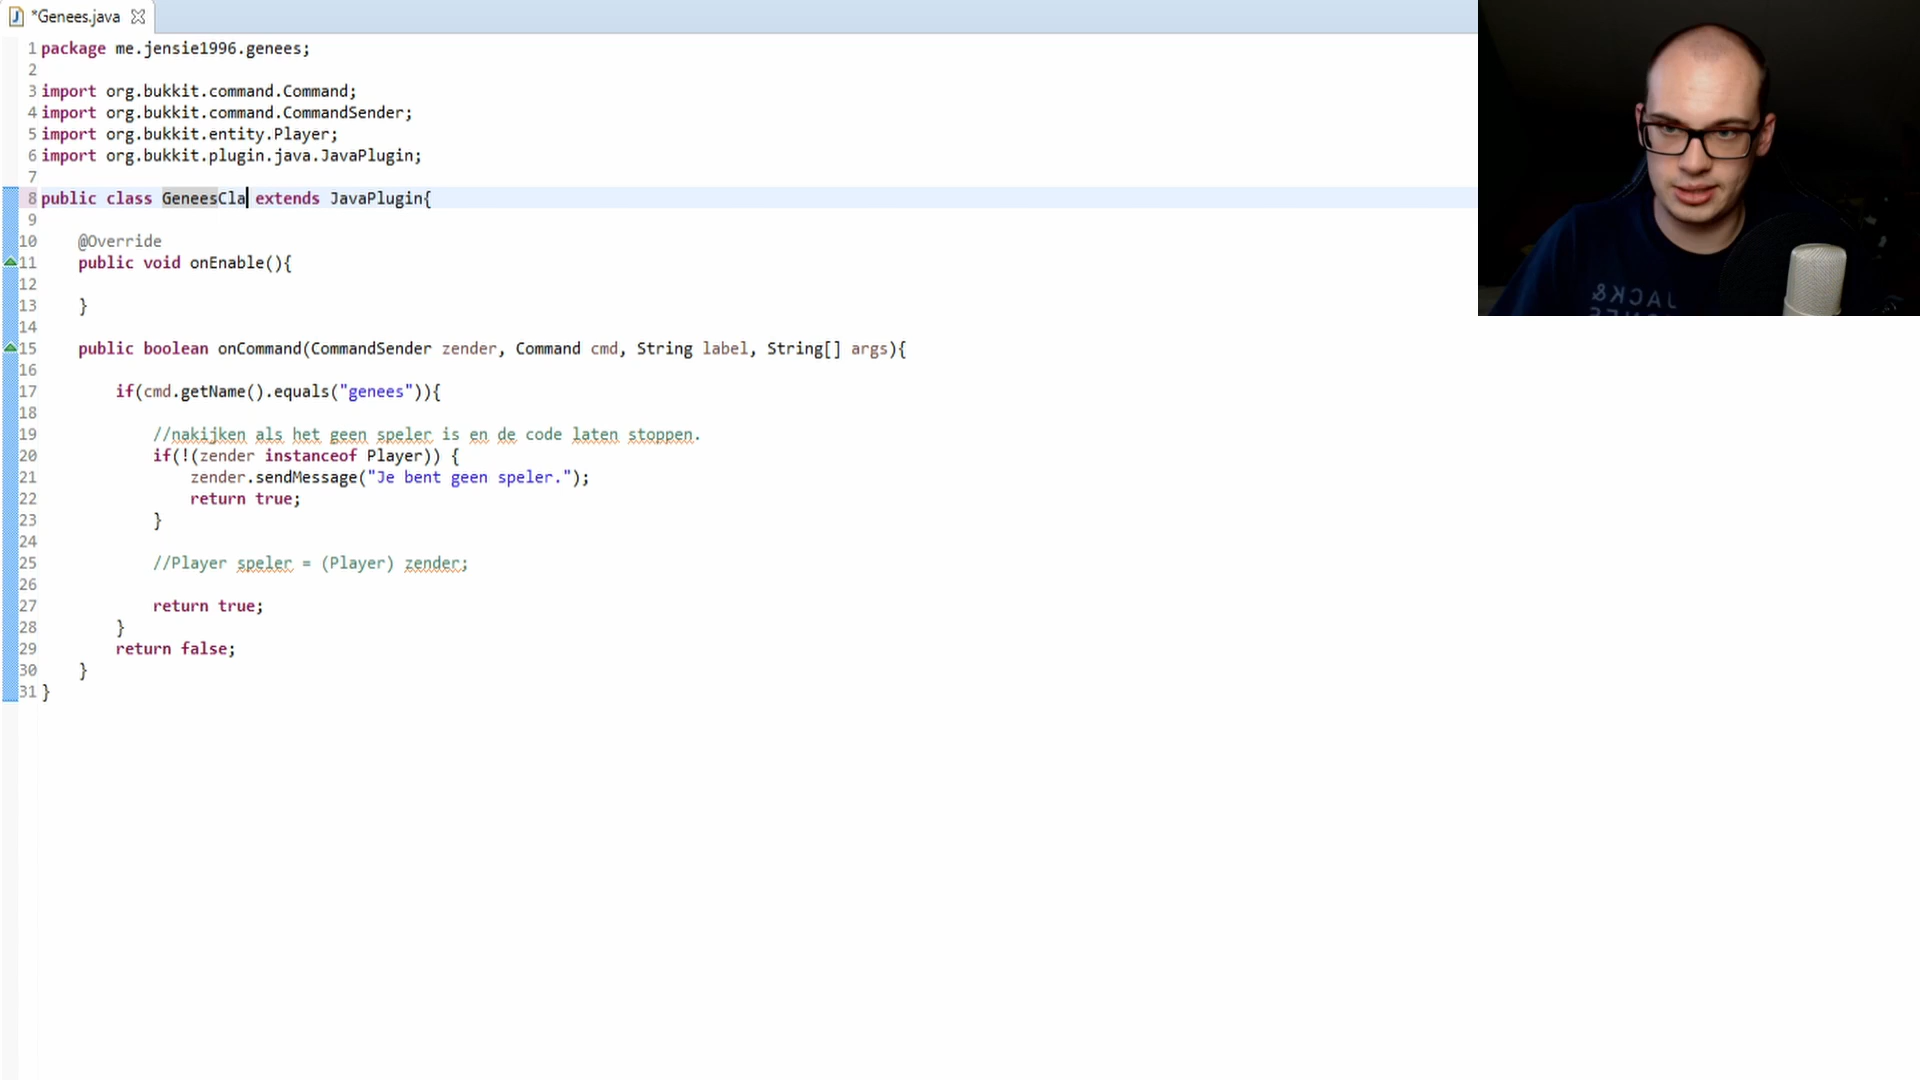 *Genees.java
1 package me.jensie1996.genees;
2
3 import org.bukkit.command.Command;
4 import org.bukkit.command.CommandSender;
5 import org.bukkit.entity.Player;
6 import org.bukkit.plugin.java.JavaPlugin;
7
8 public class GeneesCla extends JavaPlugin{
9
10 @Override
11 public void onEnable(){
12
13 }
14
15 public boolean onCommand(CommandSender zender, Command cmd, String label, String[] args){
16
17 if(cmd.getName().equals("genees")){
18
19 //nakijken als het geen speler is en de code laten stoppen.
20 if(!(zender instanceof Player)) {
21 zender.sendMessage("Je bent geen speler.");
22 return true;
23 }
24
25 //Player speler = (Player) zender;
26
27 return true;
28 }
29 return false;
30 }
31 }
JACK&